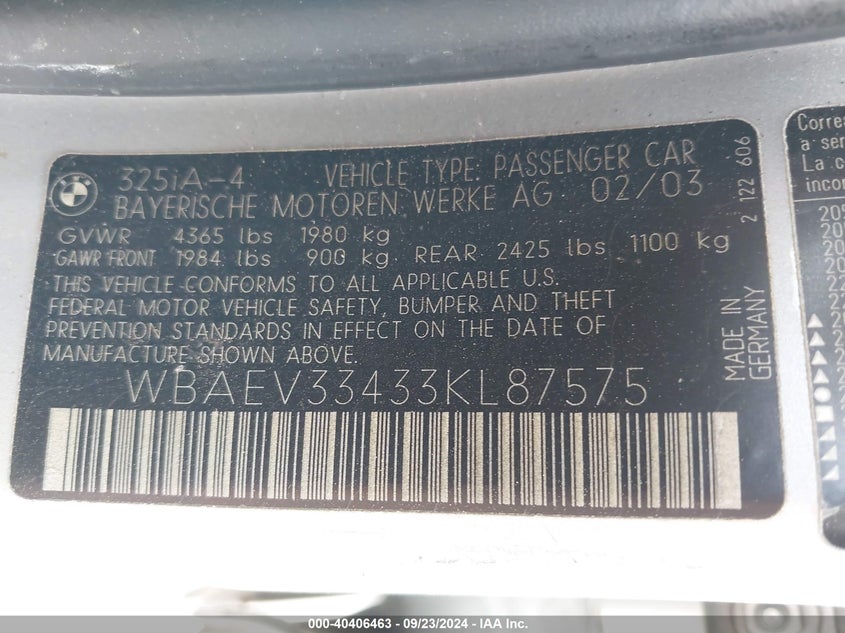 BMW
325iA-4 VEHICLE TYPE: PASSENGER CAR
BAYERISCHE MOTOREN WERKE AG 02/03
GVWR 4365 lbs 1980 kg
GAWR FRONT 1984 lbs 900 kg. REAR 2425 lbs 1100 kg
THIS VEHICLE CONFORMS TO ALL APPLICABLE U.S.
FEDERAL MOTOR VEHICLE SAFETY, BUMPER AND THEFT
PREVENTION STANDARDS IN EFFECT ON THE DATE OF
MANUFACTURE ABOVE.
WBAEV33433KL87575
2 122 606
MADE IN
GERMANY
a
La c
000-40406463 - 09/23/2024 - IAA Inc.